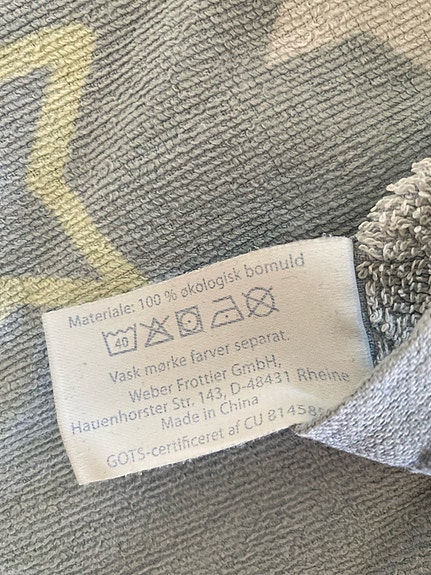 Materiale: 100 % økologisk bomuld
40
Vask mørke farver separat.
Weber Frottier GmbH,
Hauenhorster Str. 143, D-48431 Rheine
Made in China
GOTS-certificeret af CU